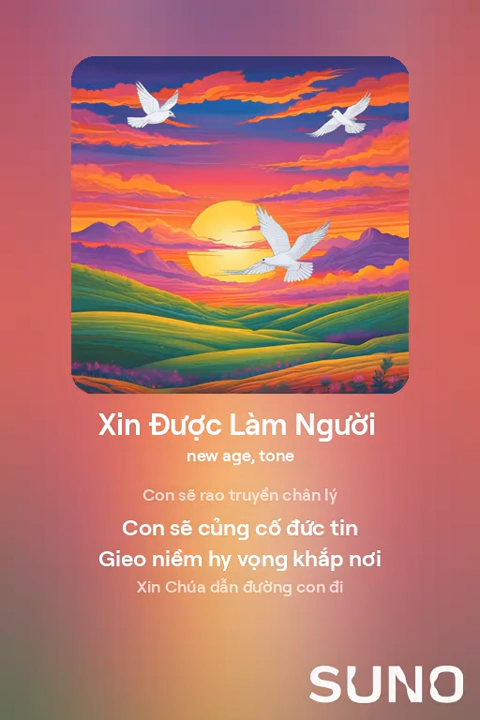 Xin Được Làm Người
new age, tone
Con sẽ rao truyền chân lý
Con sẽ củng cố đức tin
Gieo niềm hy vọng khắp nơi
Xin Chúa dẫn đường con đi
SUNO